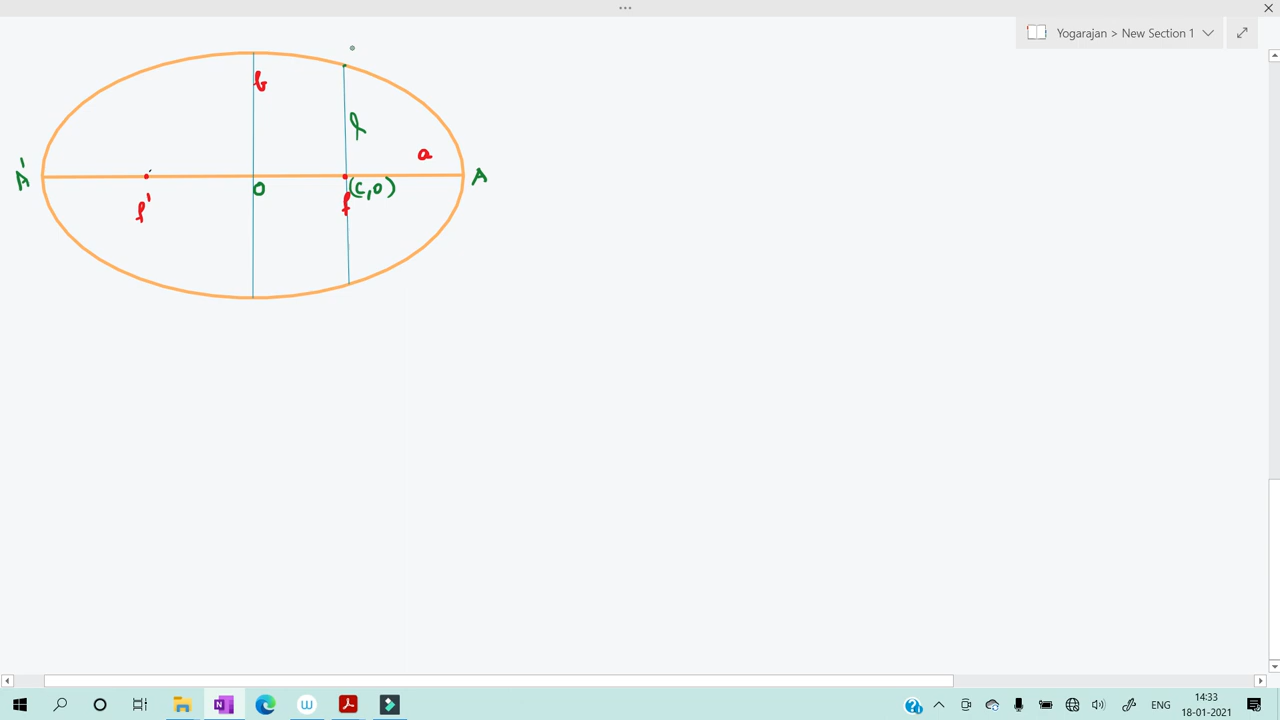 Yogarajan > New Section 1
b
l
a
A'
O
(c,0)
A
f'
f
ENG
14:33
18-01-2021